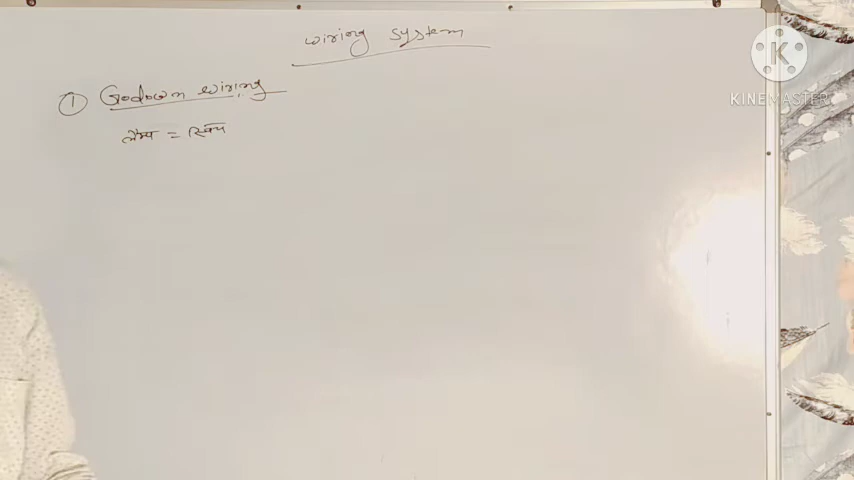 wiring system
① Godown wiring
लैम्प = स्विच
K
KINEMASTER